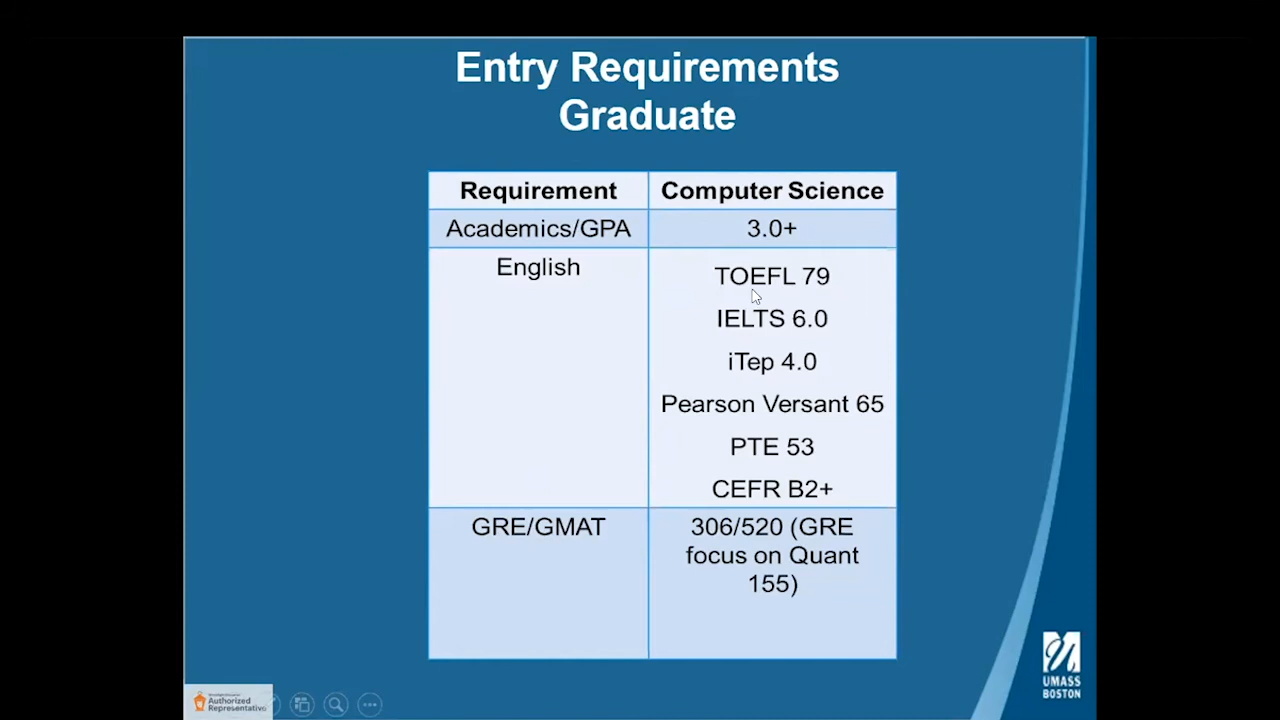 Entry Requirements
Graduate
Requirement
Computer Science
Academics/GPA
3.0+
English
TOEFL 79
IELTS 6.0
iTep 4.0
Pearson Versant 65
PTE 53
CEFR B2+
GRE/GMAT
306/520 (GRE
focus on Quant
155)
UMASS
BOSTON
Authorized
Representative